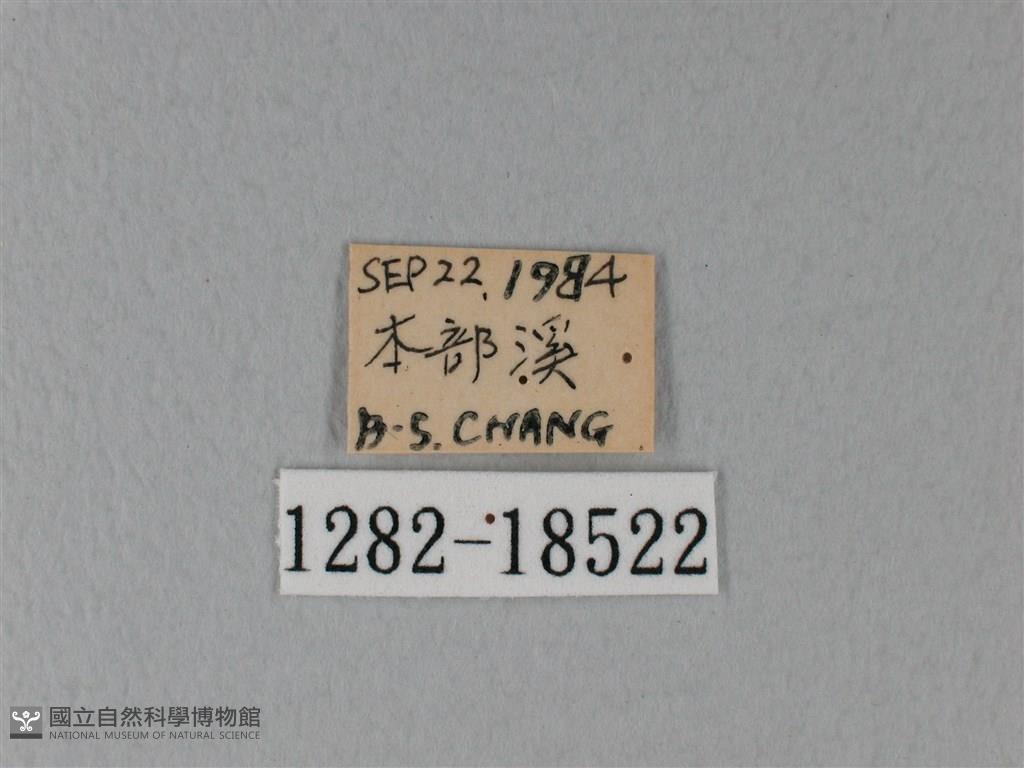 SEP 22, 1984
本部溪
B-S. CHANG
1282-18522
國立自然科學博物館
NATIONAL MUSEUM OF NATURAL SCIENCE